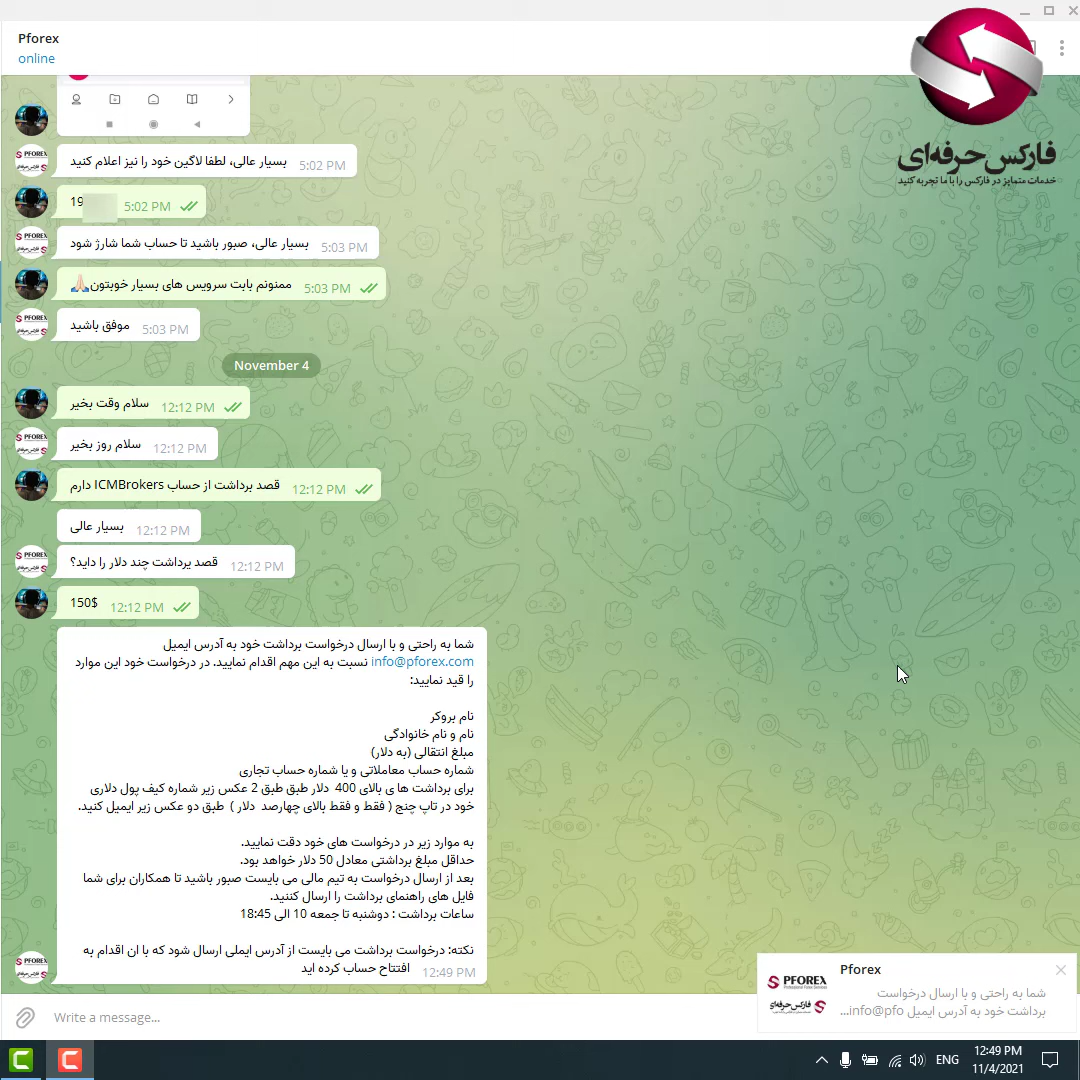 Pforex
online
فارکس‌حرفه‌ای
خدمات متمایز در فارکس را با ما تجربه کنید
بسیار عالی، لطفا لاگین خود را نیز اعلام کنید 5:02 PM
19 5:02 PM
بسیار عالی، صبور باشید تا حساب شما شارژ شود 5:03 PM
ممنونم بابت سرویس های بسیار خوبتون🙏🏻 5:03 PM
موفق باشید 5:03 PM
November 4
سلام وقت بخیر 12:12 PM
سلام روز بخیر 12:12 PM
قصد برداشت از حساب ICMBrokers دارم 12:12 PM
بسیار عالی 12:12 PM
قصد برداشت چند دلار را داید؟ 12:12 PM
150$ 12:12 PM
شما به راحتی و با ارسال درخواست برداشت خود به آدرس ایمیل
info@pforex.com نسبت به این مهم اقدام نمایید. در درخواست خود این موارد
را قید نمایید:
نام بروکر
نام و نام خانوادگی
مبلغ انتقالی (به دلار)
شماره حساب معاملاتی و یا شماره حساب تجاری
برای برداشت ها ی بالای 400 دلار طبق طبق 2 عکس زیر شماره کیف پول دلاری
خود در تاپ چنج ( فقط و فقط بالای چهارصد دلار ) طبق دو عکس زیر ایمیل کنید.
به موارد زیر در درخواست های خود دقت نمایید.
حداقل مبلغ برداشتی معادل 50 دلار خواهد بود.
بعد از ارسال درخواست به تیم مالی می بایست صبور باشید تا همکاران برای شما
فایل های راهنمای برداشت را ارسال کننید.
ساعات برداشت : دوشنبه تا جمعه 10 الی 18:45
نکته: درخواست برداشت می بایست از آدرس ایملی ارسال شود که با ان اقدام به
افتتاح حساب کرده اید 12:49 PM
Write a message...
Pforex
PFOREX
فارکس‌حرفه‌ای
شما به راحتی و با ارسال درخواست
برداشت خود به آدرس ایمیل info@pfo...
ENG
12:49 PM
11/4/2021